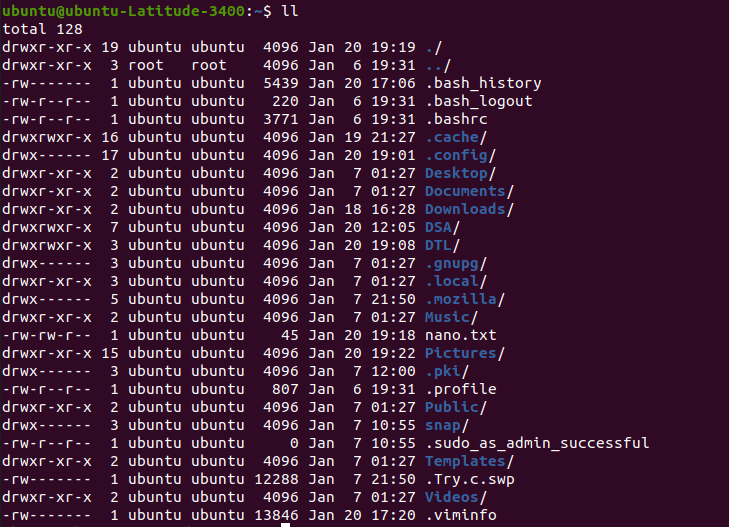 ubuntu@ubuntu-Latitude-3400:~$ ll
total 128
drwxr-xr-x 19 ubuntu ubuntu  4096 Jan 20 19:19 ./
drwxr-xr-x  3 root   root    4096 Jan  6 19:31 ../
-rw-------  1 ubuntu ubuntu  5439 Jan 20 17:06 .bash_history
-rw-r--r--  1 ubuntu ubuntu   220 Jan  6 19:31 .bash_logout
-rw-r--r--  1 ubuntu ubuntu  3771 Jan  6 19:31 .bashrc
drwxrwxr-x 16 ubuntu ubuntu  4096 Jan 19 21:27 .cache/
drwx------ 17 ubuntu ubuntu  4096 Jan 20 19:01 .config/
drwxr-xr-x  2 ubuntu ubuntu  4096 Jan  7 01:27 Desktop/
drwxr-xr-x  2 ubuntu ubuntu  4096 Jan  7 01:27 Documents/
drwxr-xr-x  2 ubuntu ubuntu  4096 Jan 18 16:28 Downloads/
drwxrwxr-x  7 ubuntu ubuntu  4096 Jan 20 12:05 DSA/
drwxrwxr-x  3 ubuntu ubuntu  4096 Jan 20 19:08 DTL/
drwx------  3 ubuntu ubuntu  4096 Jan  7 01:27 .gnupg/
drwxr-xr-x  3 ubuntu ubuntu  4096 Jan  7 01:27 .local/
drwx------  5 ubuntu ubuntu  4096 Jan  7 21:50 .mozilla/
drwxr-xr-x  2 ubuntu ubuntu  4096 Jan  7 01:27 Music/
-rw-rw-r--  1 ubuntu ubuntu    45 Jan 20 19:18 nano.txt
drwxr-xr-x 15 ubuntu ubuntu  4096 Jan 20 19:22 Pictures/
drwx------  3 ubuntu ubuntu  4096 Jan  7 12:00 .pki/
-rw-r--r--  1 ubuntu ubuntu   807 Jan  6 19:31 .profile
drwxr-xr-x  2 ubuntu ubuntu  4096 Jan  7 01:27 Public/
drwx------  3 ubuntu ubuntu  4096 Jan  7 10:55 snap/
-rw-r--r--  1 ubuntu ubuntu     0 Jan  7 10:55 .sudo_as_admin_successful
drwxr-xr-x  2 ubuntu ubuntu  4096 Jan  7 01:27 Templates/
-rw-------  1 ubuntu ubuntu 12288 Jan  7 21:50 .Try.c.swp
drwxr-xr-x  2 ubuntu ubuntu  4096 Jan  7 01:27 Videos/
-rw-------  1 ubuntu ubuntu 13846 Jan 20 17:20 .viminfo